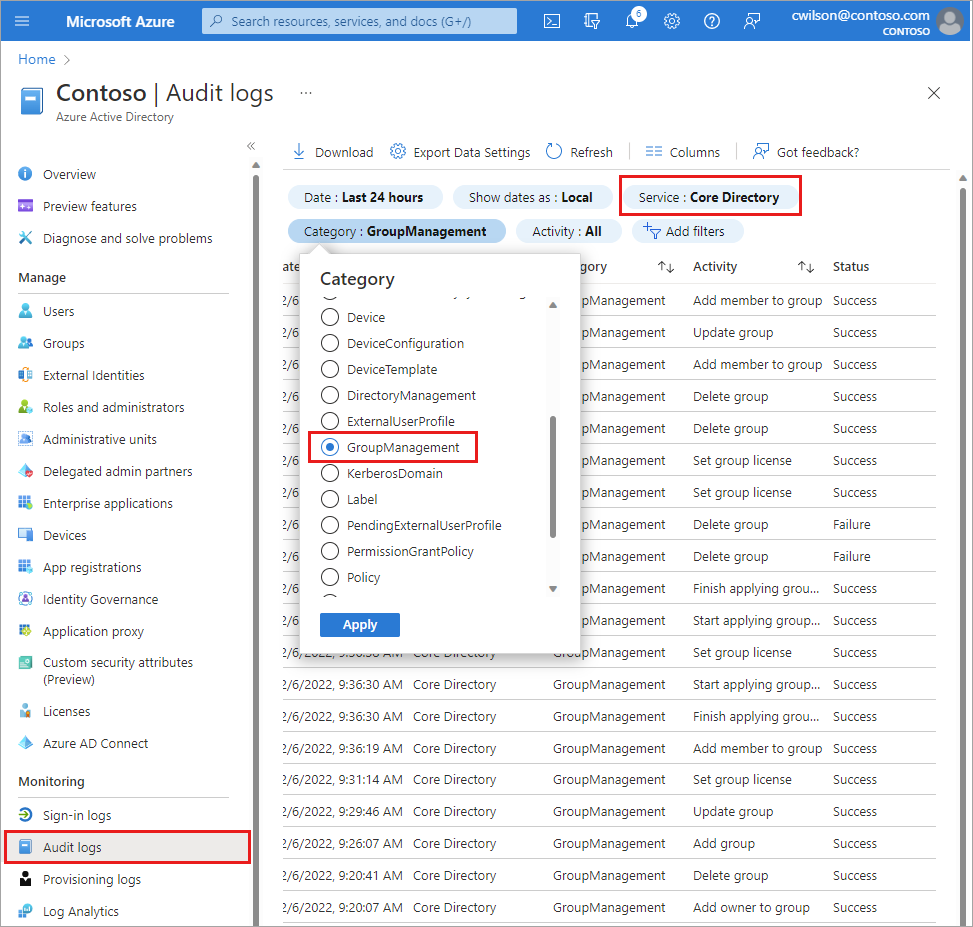 Microsoft Azure
Search resources, services, and docs (G+/)
6
cwilson@contoso.com
CONTOSO
Home
Contoso | Audit logs
...
Azure Active Directory
Overview
Preview features
Diagnose and solve problems
Manage
Users
Groups
External Identities
Roles and administrators
Administrative units
Delegated admin partners
Enterprise applications
Devices
App registrations
Identity Governance
Application proxy
Custom security attributes
(Preview)
Licenses
Azure AD Connect
Monitoring
Sign-in logs
Audit logs
Provisioning logs
Log Analytics
Download
Export Data Settings
Refresh
Columns
Got feedback?
Date : Last 24 hours
Show dates as : Local
Service : Core Directory
Category : GroupManagement
Activity : All
Add filters
Category
Device
DeviceConfiguration
DeviceTemplate
DirectoryManagement
ExternalUserProfile
GroupManagement
KerberosDomain
Label
PendingExternalUserProfile
PermissionGrantPolicy
Policy
Apply
ate gory Activity Status
2/6 pManagement Add member to group Success
2/6 pManagement Update group Success
2/6 pManagement Add member to group Success
2/6 pManagement Delete group Success
2/6 pManagement Delete group Success
2/6 pManagement Set group license Success
2/6 pManagement Set group license Success
2/6 pManagement Delete group Failure
2/6 pManagement Delete group Failure
2/6 pManagement Finish applying grou... Success
2/6 pManagement Start applying group... Success
2/6/2022, 9:36:30 AM Core Directory GroupManagement Set group license Success
2/6/2022, 9:36:30 AM Core Directory GroupManagement Start applying group... Success
2/6/2022, 9:36:30 AM Core Directory GroupManagement Finish applying grou... Success
2/6/2022, 9:36:19 AM Core Directory GroupManagement Add member to group Success
2/6/2022, 9:31:14 AM Core Directory GroupManagement Set group license Success
2/6/2022, 9:29:46 AM Core Directory GroupManagement Update group Success
2/6/2022, 9:26:07 AM Core Directory GroupManagement Add group Success
2/6/2022, 9:20:41 AM Core Directory GroupManagement Delete group Success
2/6/2022, 9:20:07 AM Core Directory GroupManagement Add owner to group Success